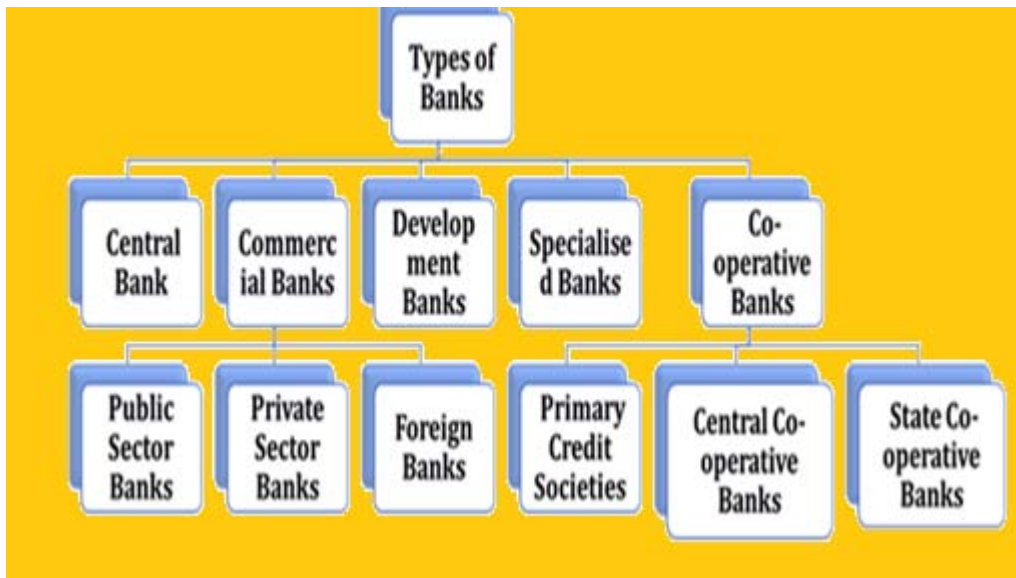 Types of
Banks
Central
Bank
Commerc
ial Banks
Develop
ment
Banks
Specialise
d Banks
Co-
operative
Banks
Public
Sector
Banks
Private
Sector
Banks
Foreign
Banks
Primary
Credit
Societies
Central Co-
operative
Banks
State Co-
operative
Banks